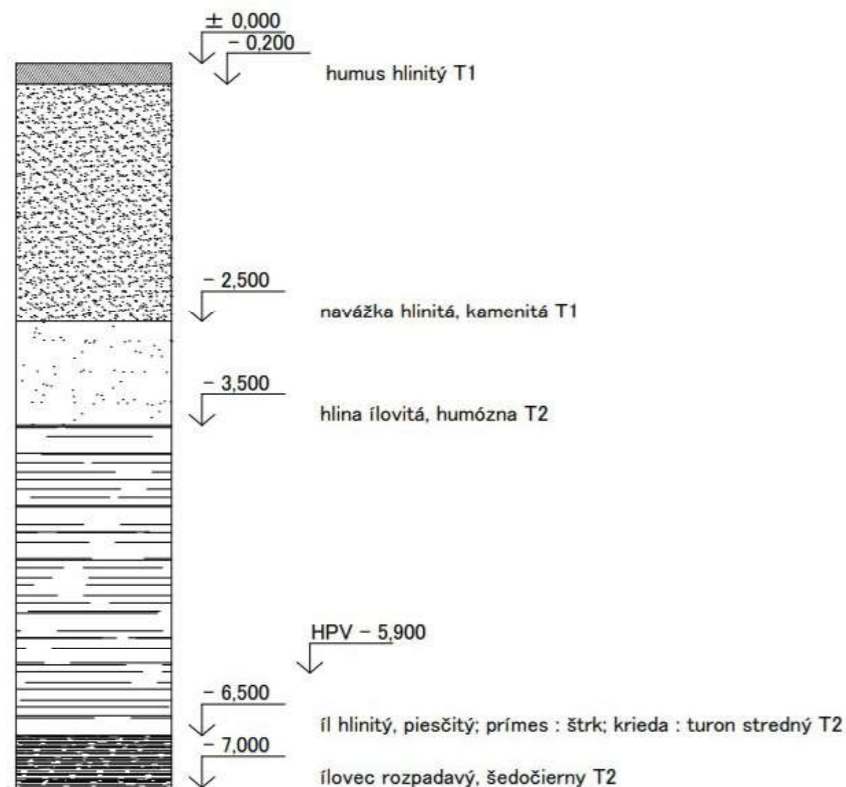 ± 0,000
- 0,200
humus hlinitý T1
- 2,500
navážka hlinitá, kamenitá T1
- 3,500
hlina ílovitá, humózna T2
HPV - 5,900
- 6,500
íl hlinitý, piesčitý; prímes : štrk; krieda : turon stredný T2
- 7,000
ílovec rozpadavý, šedočierny T2